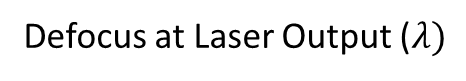 Defocus at Laser Output (λ)